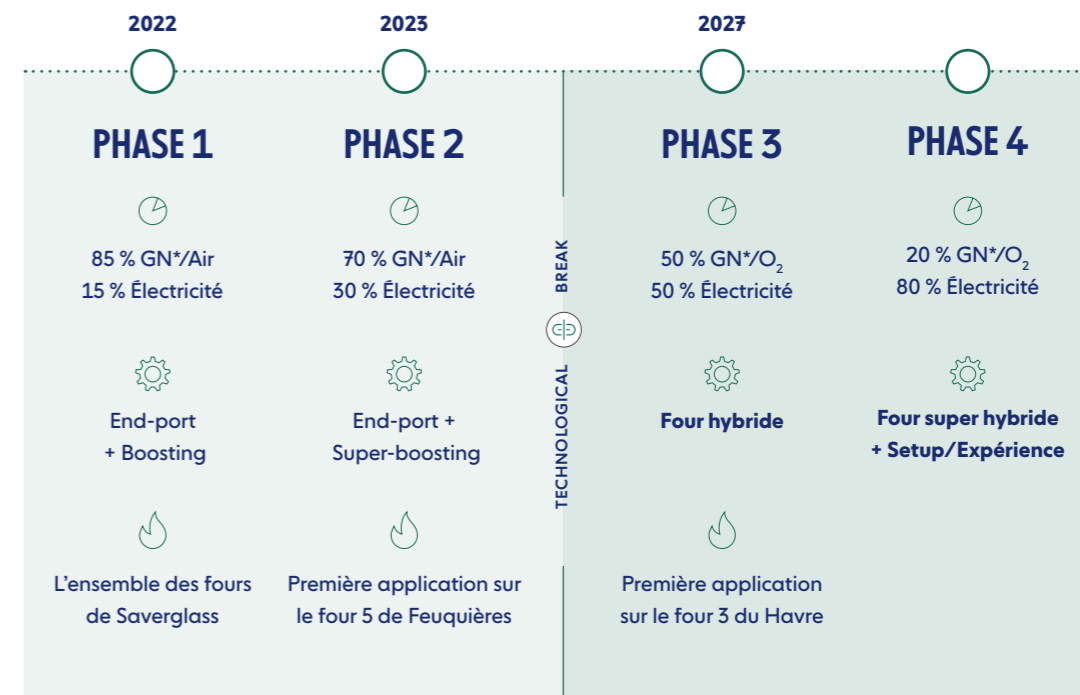 2022
PHASE 1
85 % GN*/Air
15 % Électricité
End-port
+ Boosting
L'ensemble des fours
de Saverglass
2023
PHASE 2
70 % GN*/Air
30 % Électricité
End-port +
Super-boosting
Première application sur
le four 5 de Feuquières
TECHNOLOGICAL BREAK
2027
PHASE 3
50 % GN*/O₂
50 % Électricité
Four hybride
Première application
sur le four 3 du Havre
PHASE 4
20 % GN*/O₂
80 % Électricité
Four super hybride
+ Setup/Expérience